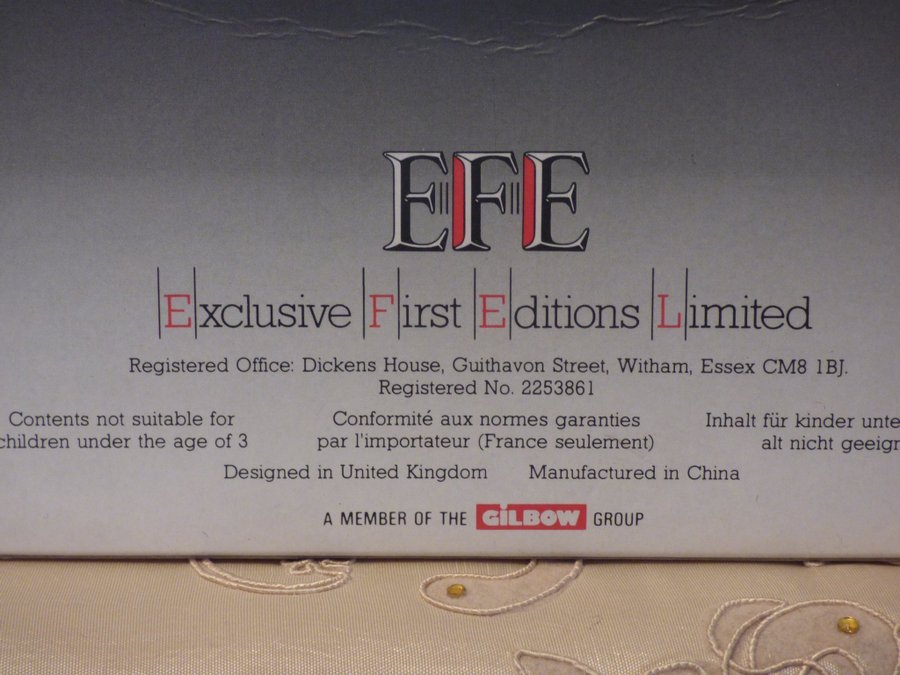 EFE
Exclusive First Editions Limited
Registered Office: Dickens House, Guithavon Street, Witham, Essex CM8 1BJ.
Registered No. 2253861
Contents not suitable for
children under the age of 3
Conformité aux normes garanties
par l'importateur (France seulement)
Inhalt für kinder unte
alt nicht geeign
Designed in United Kingdom Manufactured in China
A MEMBER OF THE GiLBOW GROUP